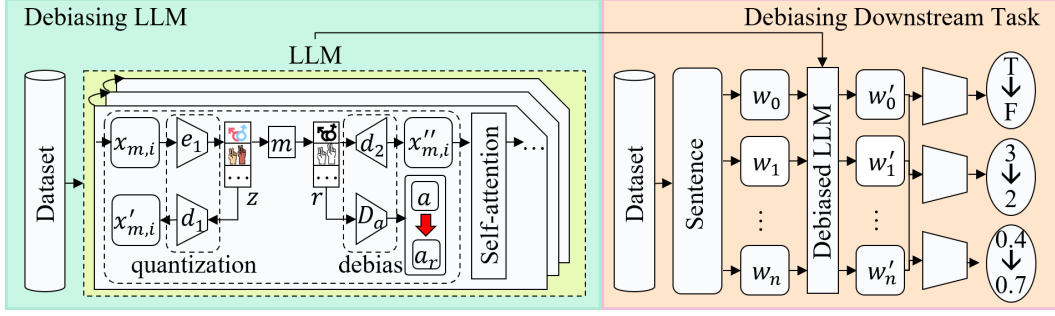 Debiasing LLM
LLM
Dataset
x_{m,i}
e_1
m
d_2
x''_{m,i}
...
...
...
z
r
x'_{m,i}
d_1
D_a
a
a_r
quantization
debias
Self-attention
Debiasing Downstream Task
Dataset
Sentence
w_0
w_1
⋮
w_n
Debiased LLM
w'_0
w'_1
⋮
w'_n
T
F
3
2
0.4
0.7